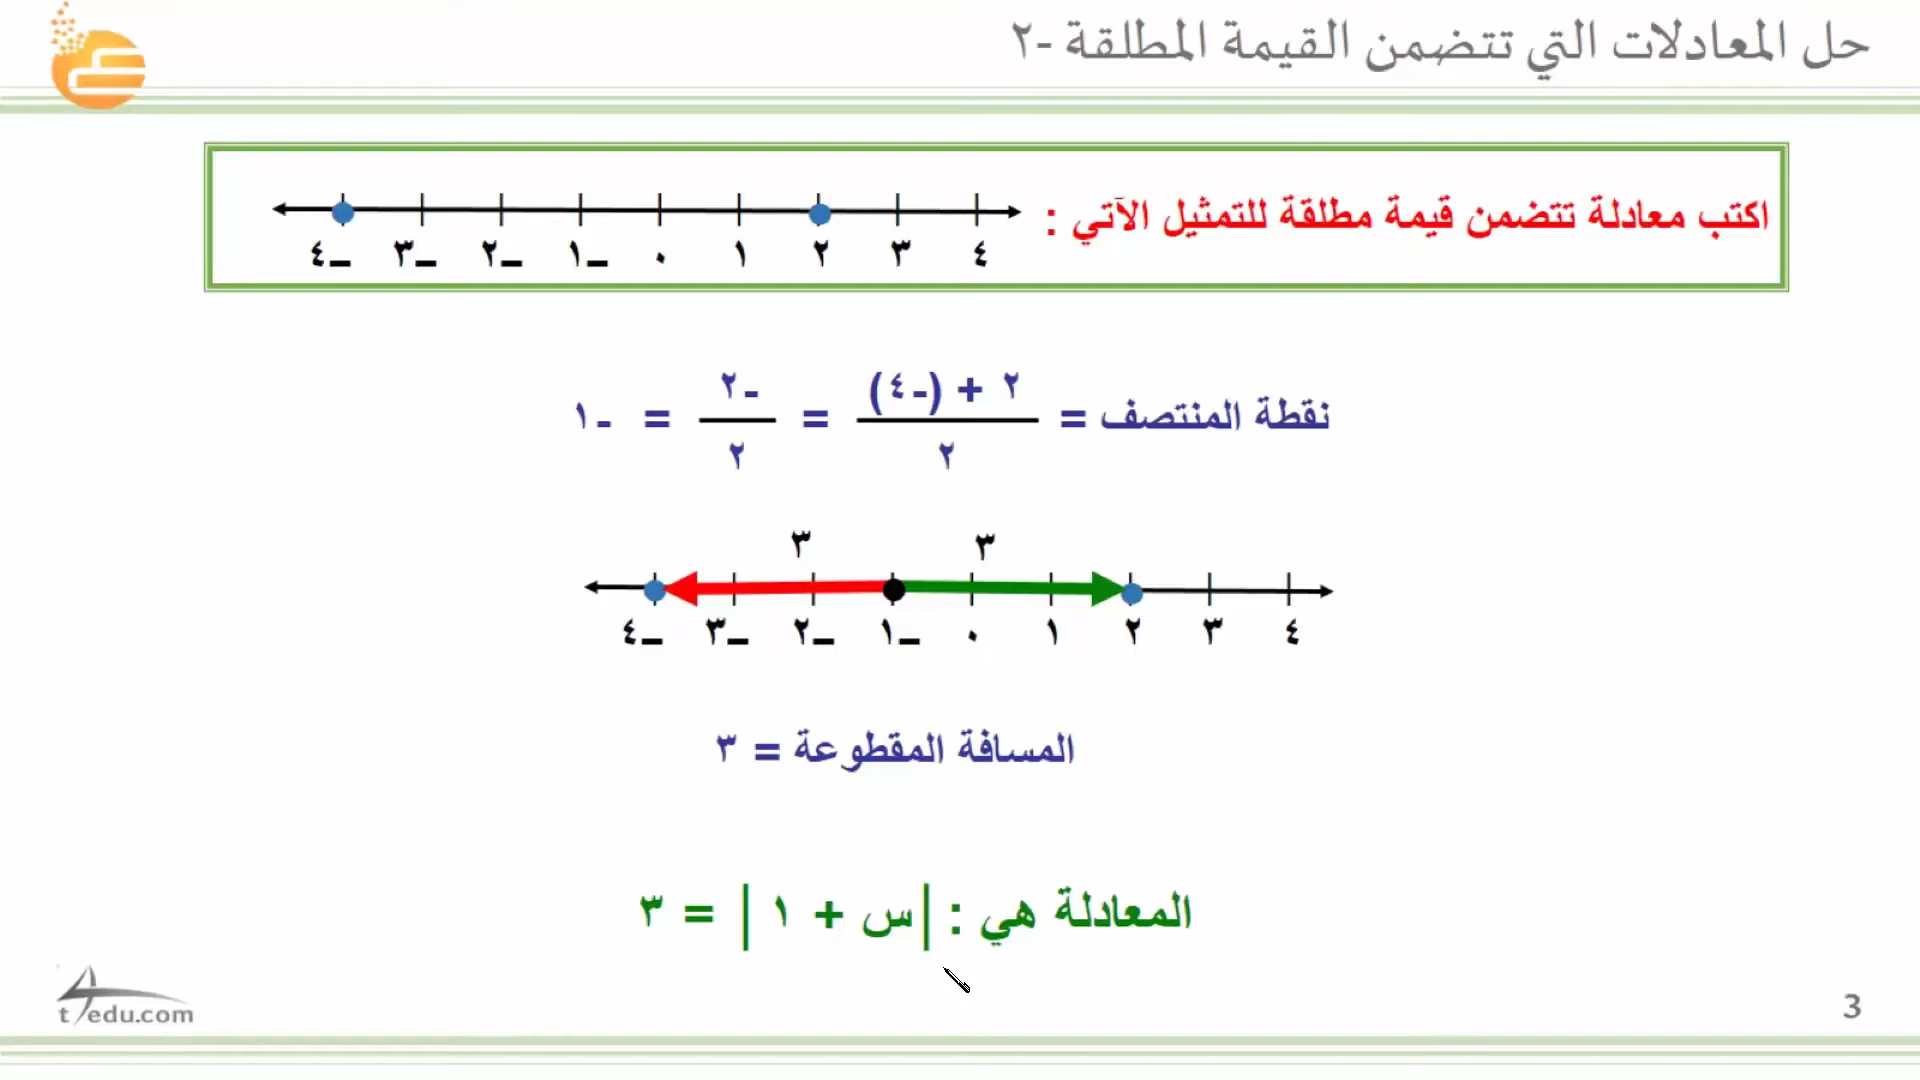 حل المعادلات التي تتضمن القيمة المطلقة -٢
اكتب معادلة تتضمن قيمة مطلقة للتمثيل الآتي :
–٤ –٣ –٢ –١ ٠ ١ ٢ ٣ ٤
نقطة المنتصف = (٢ + (-٤)) / ٢ = -٢ / ٢ = -١
٣ ٣
–٤ –٣ –٢ –١ ٠ ١ ٢ ٣ ٤
المسافة المقطوعة = ٣
المعادلة هي : |س + ١ | = ٣
t4edu.com
3